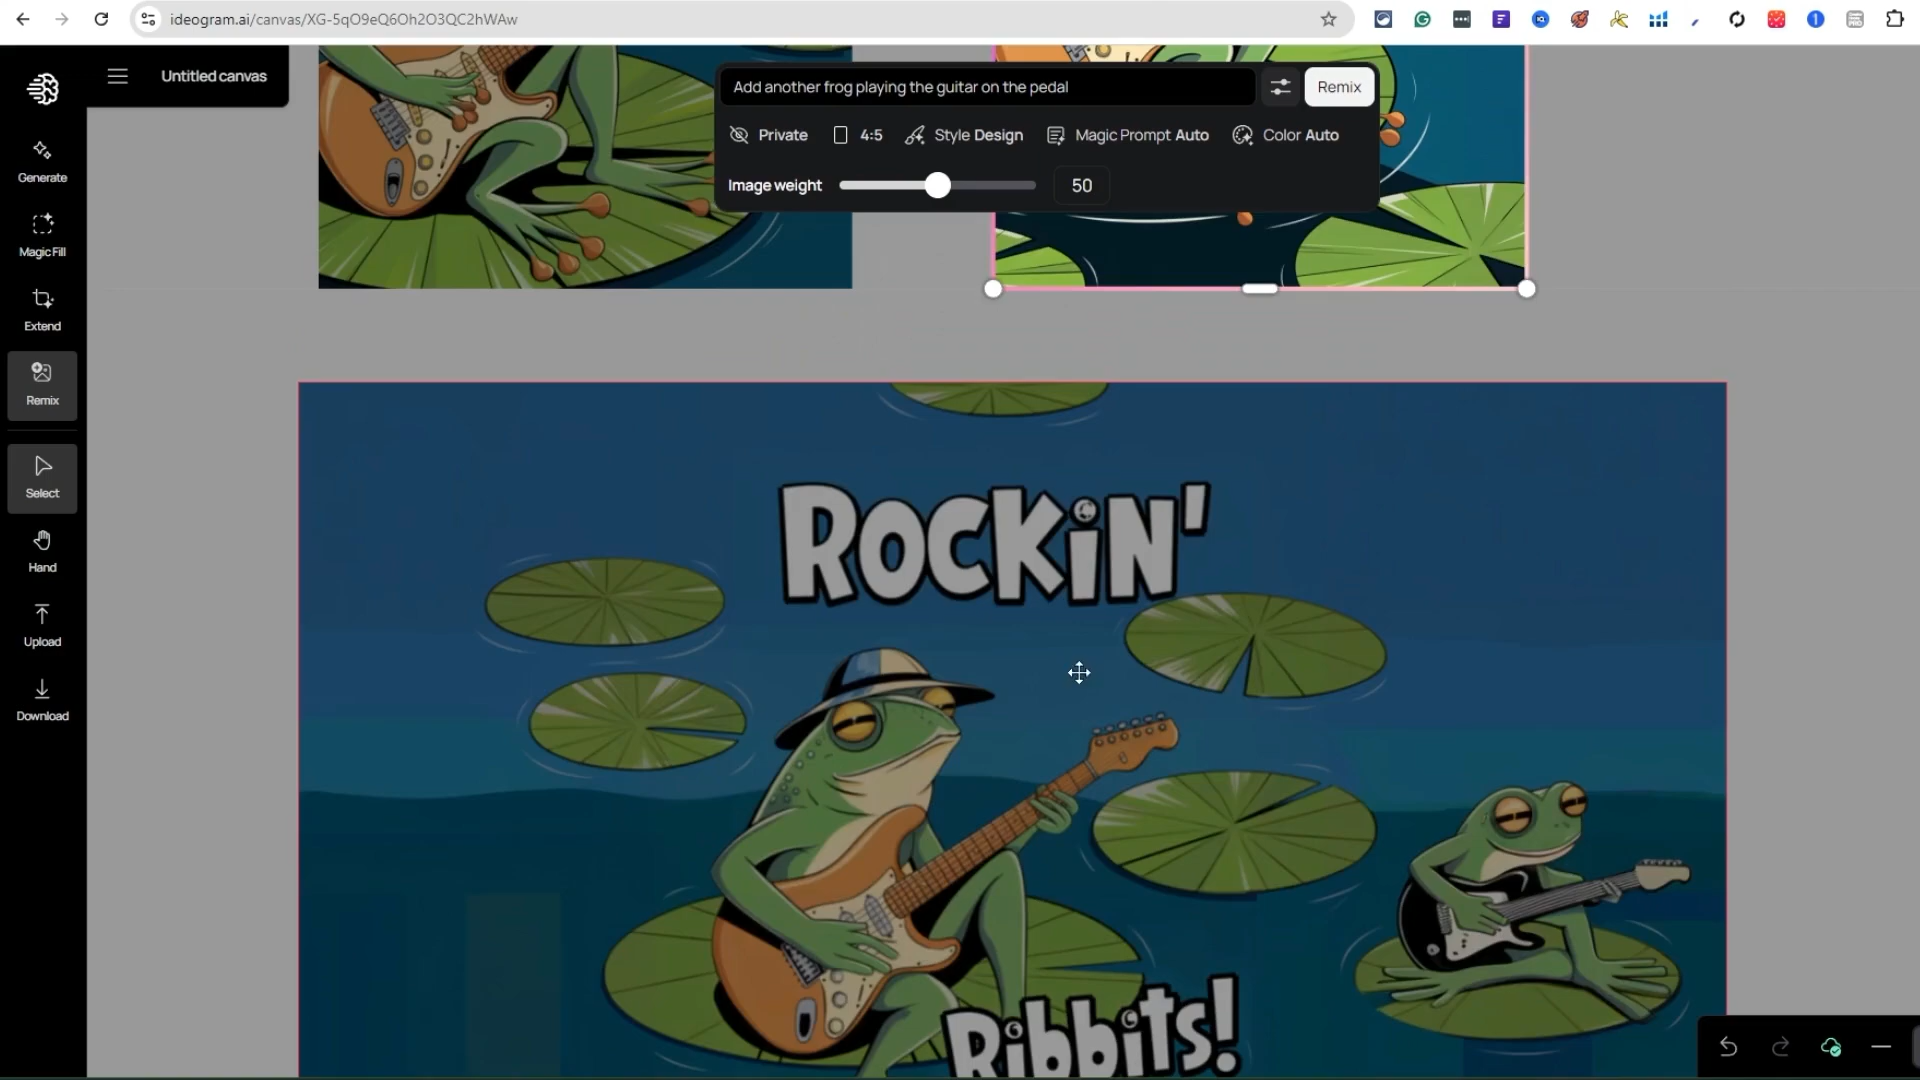 ideogram.ai/canvas/XG-5qO9eQ6Oh2O3QC2hWAw
Untitled canvas
Add another frog playing the guitar on the pedal
Remix
Private
4:5
Style Design
Magic Prompt Auto
Color Auto
Image weight
50
Generate
Magic Fill
Extend
Remix
Select
Hand
Upload
Download
ROCKiN'
Ribbits!